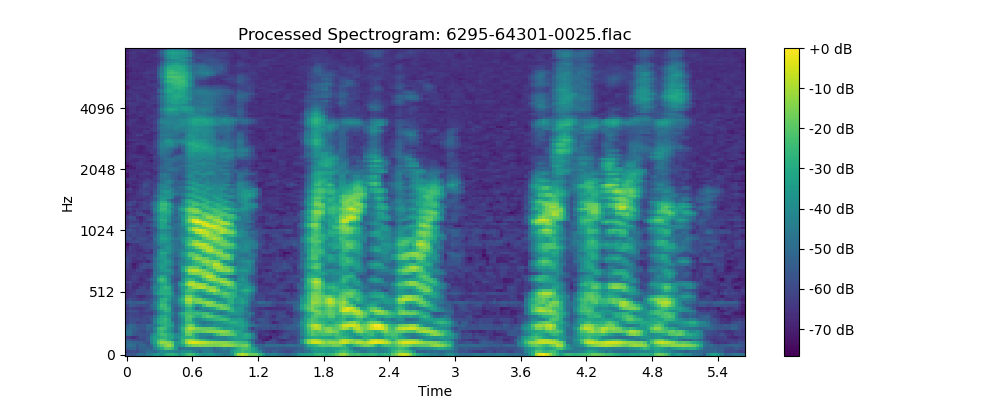 Processed Spectrogram: 6295-64301-0025.flac
Hz
4096
2048
1024
512
0
0 0.6 1.2 1.8 2.4 3 3.6 4.2 4.8 5.4
Time
+0 dB
-10 dB
-20 dB
-30 dB
-40 dB
-50 dB
-60 dB
-70 dB